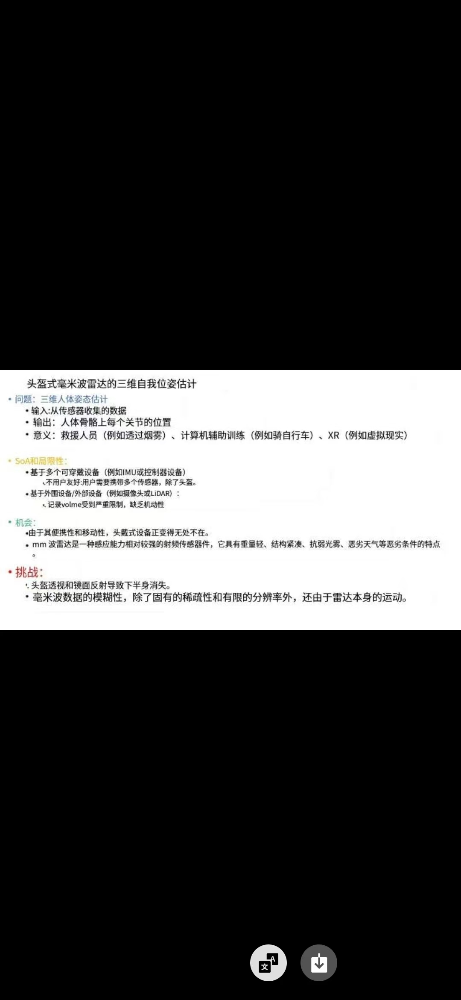 头盔式毫米波雷达的三维自我位姿估计
• 问题：三维人体姿态估计
• 输入:从传感器收集的数据
• 输出：人体骨骼上每个关节的位置
• 意义：救援人员（例如透过烟雾）、计算机辅助训练（例如骑自行车）、XR（例如虚拟现实）
• SoA和局限性：
• 基于多个可穿戴设备（例如IMU或控制器设备）
•.不用户友好:用户需要携带多个传感器，除了头盔。
• 基于外围设备/外部设备（例如摄像头或LiDAR）：
•. 记录volme受到严重限制，缺乏机动性
• 机会：
•由于其便携性和移动性，头戴式设备正变得无处不在。
• mm 波雷达是一种感应能力相对较强的射频传感器件，它具有重量轻、结构紧凑、抗弱光雾、恶劣天气等恶劣条件的特点
。
• 挑战：
•. 头盔透视和镜面反射导致下半身消失。
• 毫米波数据的模糊性，除了固有的稀疏性和有限的分辨率外，还由于雷达本身的运动。
文 A